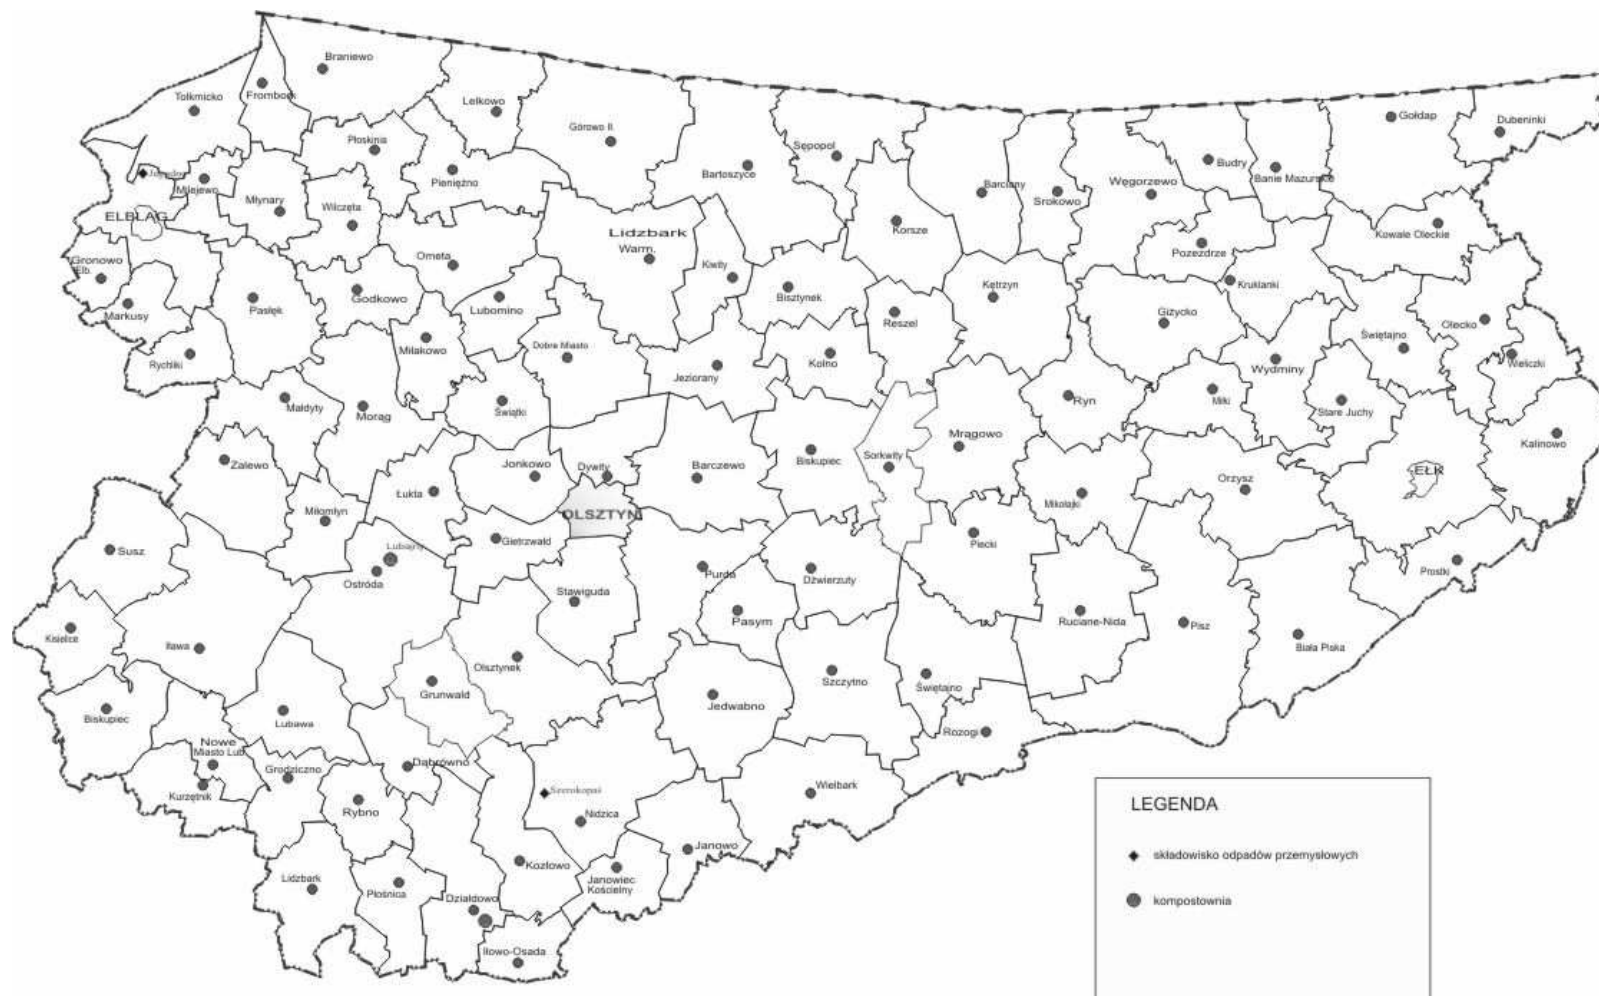 Braniewo
Tolkmicko
Frombork
Lelkowo
Górowo Il.
Gołdap
Dubeninki
Płoskinia
Sępopol
Bartoszyce
Budry
Banie Mazurskie
Milejewo
Pieniężno
Węgorzewo
Barciany
Srokowo
Młynary
Wilczęta
ELBLĄG
Lidzbark
Warm.
Korsze
Kowale Oleckie
Gronowo
Elb.
Orneta
Kiwity
Pozezdrze
Kruklanki
Markusy
Pasłęk
Godkowo
Lubomino
Bisztynek
Kętrzyn
Reszel
Giżycko
Olecko
Rychliki
Miłakowo
Dobre Miasto
Jeziorany
Kolno
Świętajno
Wydminy
Wieliczki
Małdyty
Morąg
Świątki
Ryn
Miłki
Stare Juchy
Kalinowo
Zalewo
Jonkowo
Dywity
Barczewo
Biskupiec
Sorkwity
Mrągowo
Orzysz
EŁK
Łukta
Miłomłyn
OLSZTYN
Mikołajki
Susz
Lubajny
Gietrzwałd
Piecki
Ostróda
Purda
Dźwierzuty
Prostki
Stawiguda
Pasym
Ruciane-Nida
Pisz
Kisielice
Iława
Biała Piska
Olsztynek
Grunwald
Szczytno
Świętajno
Jedwabno
Biskupiec
Lubawa
Rozogi
Nowe
Miasto Lub.
Grodziczno
Dąbrówno
Kurzętnik
Szerokopaś
Wielbark
Rybno
Nidzica
Janowo
Kozłowo
Janowiec
Kościelny
Lidzbark
Płośnica
Działdowo
Iłowo-Osada
LEGENDA
składowisko odpadów przemysłowych
kompostownia